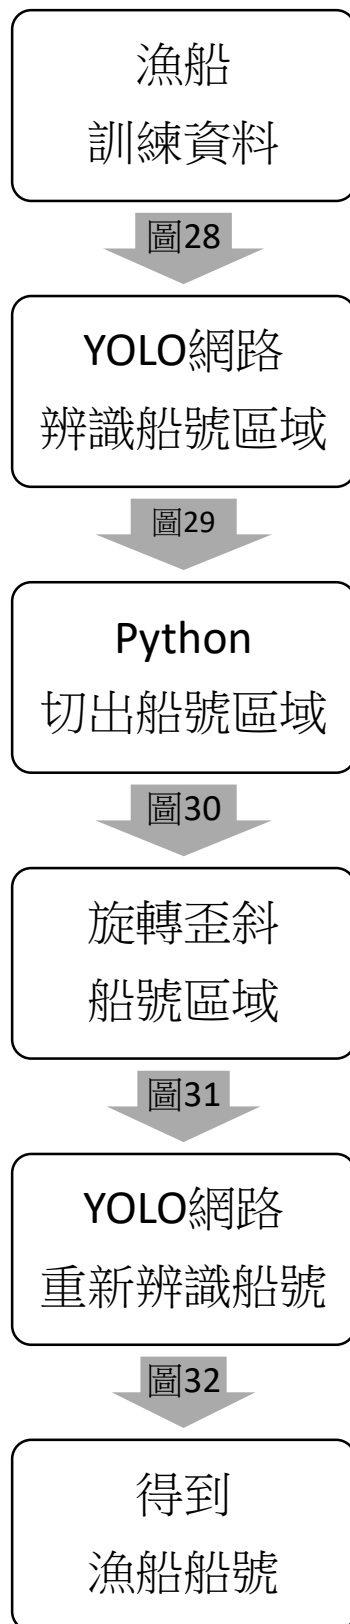 漁船
訓練資料
圖28
YOLO網路
辨識船號區域
圖29
Python
切出船號區域
圖30
旋轉歪斜
船號區域
圖31
YOLO網路
重新辨識船號
圖32
得到
漁船船號